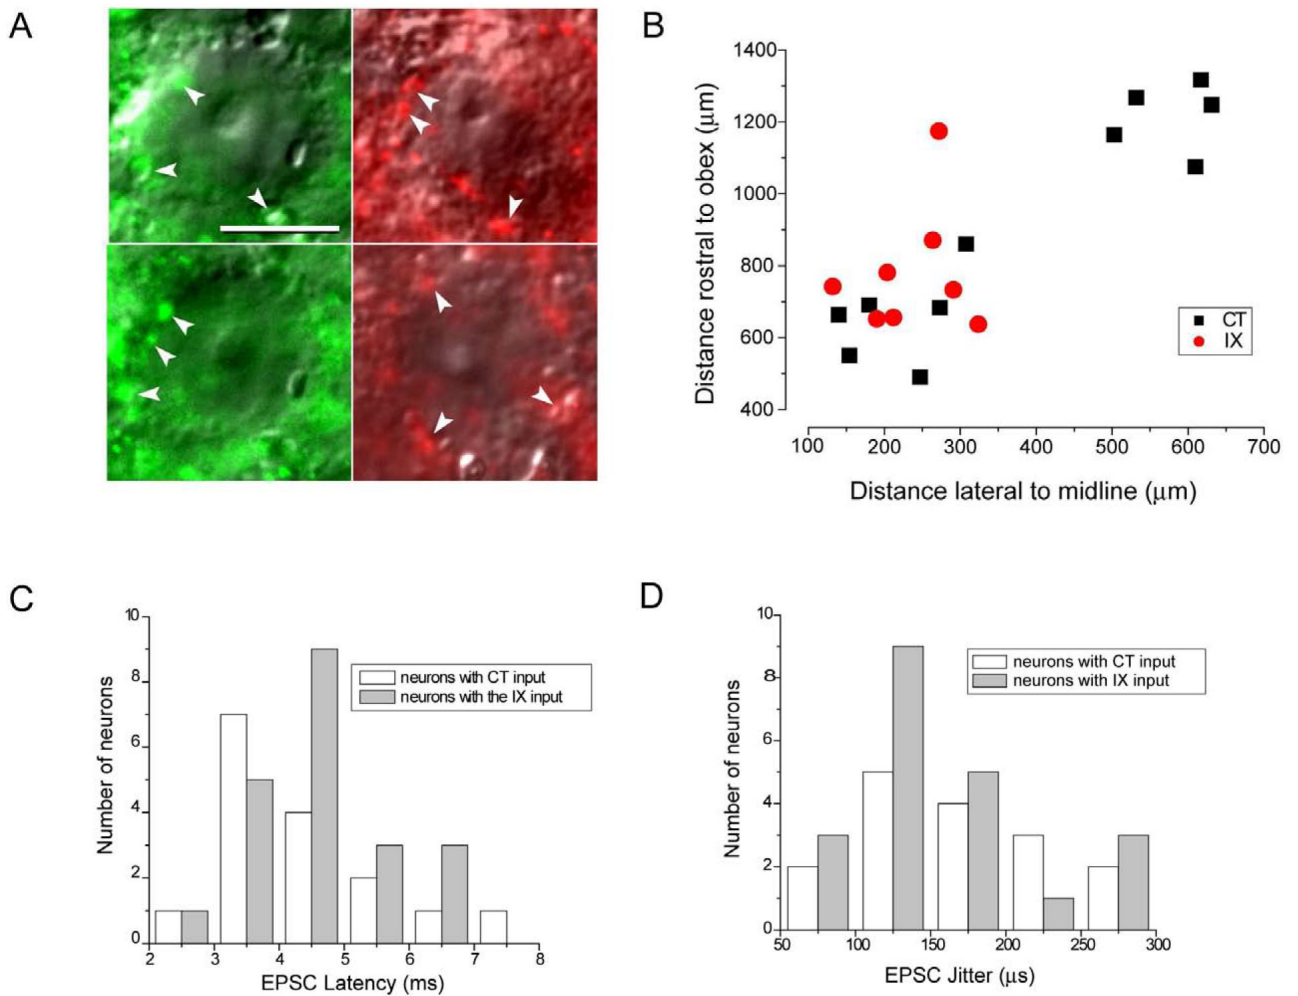 A
B
1400
1200
1000
800
600
400
Distance rostral to obex (μm)
CT
IX
100 200 300 400 500 600 700
Distance lateral to midline (μm)
C
10
8
6
4
2
0
Number of neurons
neurons with CT input
neurons with the IX input
2 3 4 5 6 7 8
EPSC Latency (ms)
D
10
8
6
4
2
0
Number of neurons
neurons with CT input
neurons with IX input
50 100 150 200 250 300
EPSC Jitter (μs)